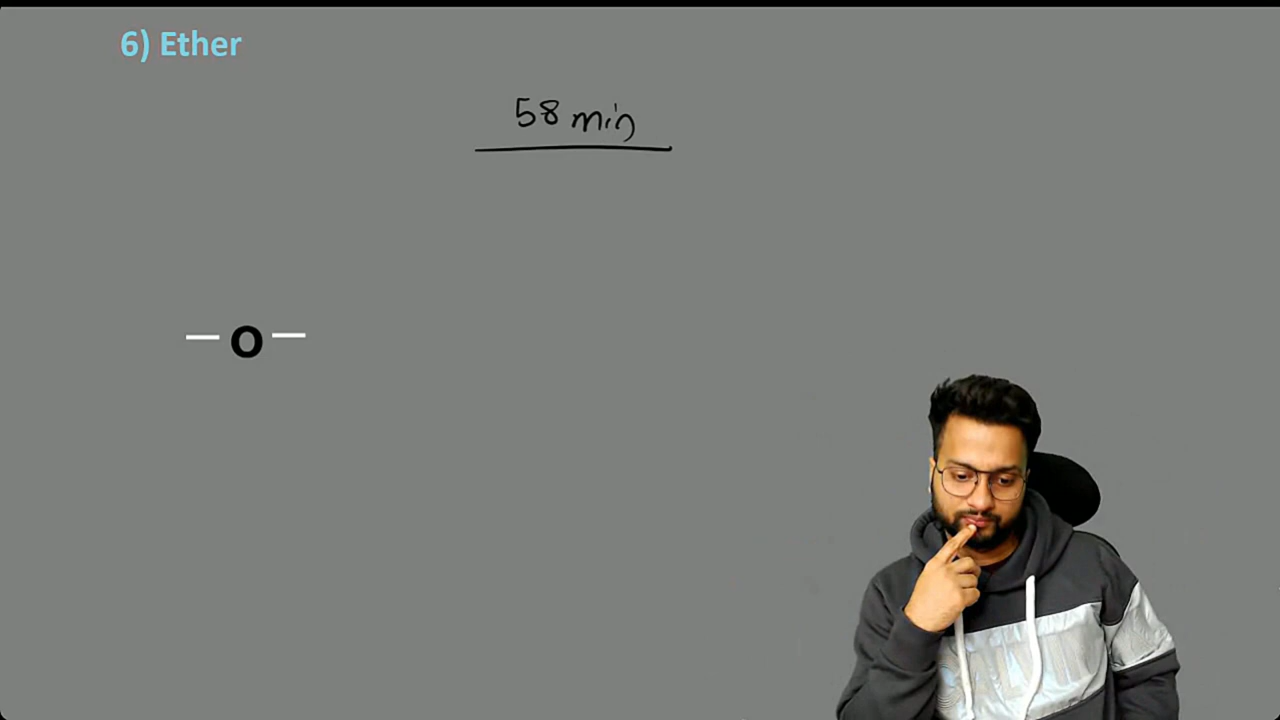 6) Ether
58 min
— O —